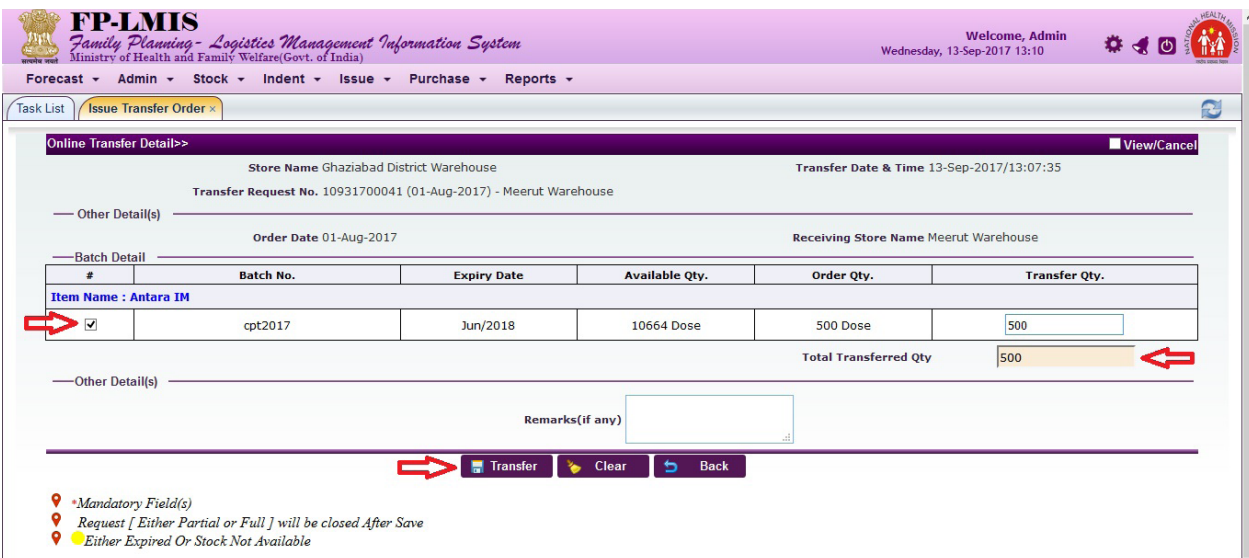 FP-LMIS
Family Planning - Logistics Management Information System
Ministry of Health and Family Welfare(Govt. of India)
सत्यमेव जयते
Welcome, Admin
Wednesday, 13-Sep-2017 13:10
NATIONAL HEALTH MISSION
Forecast Admin Stock Indent Issue Purchase Reports
Task List Issue Transfer Order ×
Online Transfer Detail>> View/Cancel
Store Name Ghaziabad District Warehouse Transfer Date & Time 13-Sep-2017/13:07:35
Transfer Request No. 10931700041 (01-Aug-2017) - Meerut Warehouse
Other Detail(s)
Order Date 01-Aug-2017 Receiving Store Name Meerut Warehouse
Batch Detail
# Batch No. Expiry Date Available Qty. Order Qty. Transfer Qty.
Item Name : Antara IM
cpt2017 Jun/2018 10664 Dose 500 Dose 500
Total Transferred Qty 500
Other Detail(s)
Remarks(if any)
Transfer Clear Back
*Mandatory Field(s)
Request [ Either Partial or Full ] will be closed After Save
Either Expired Or Stock Not Available